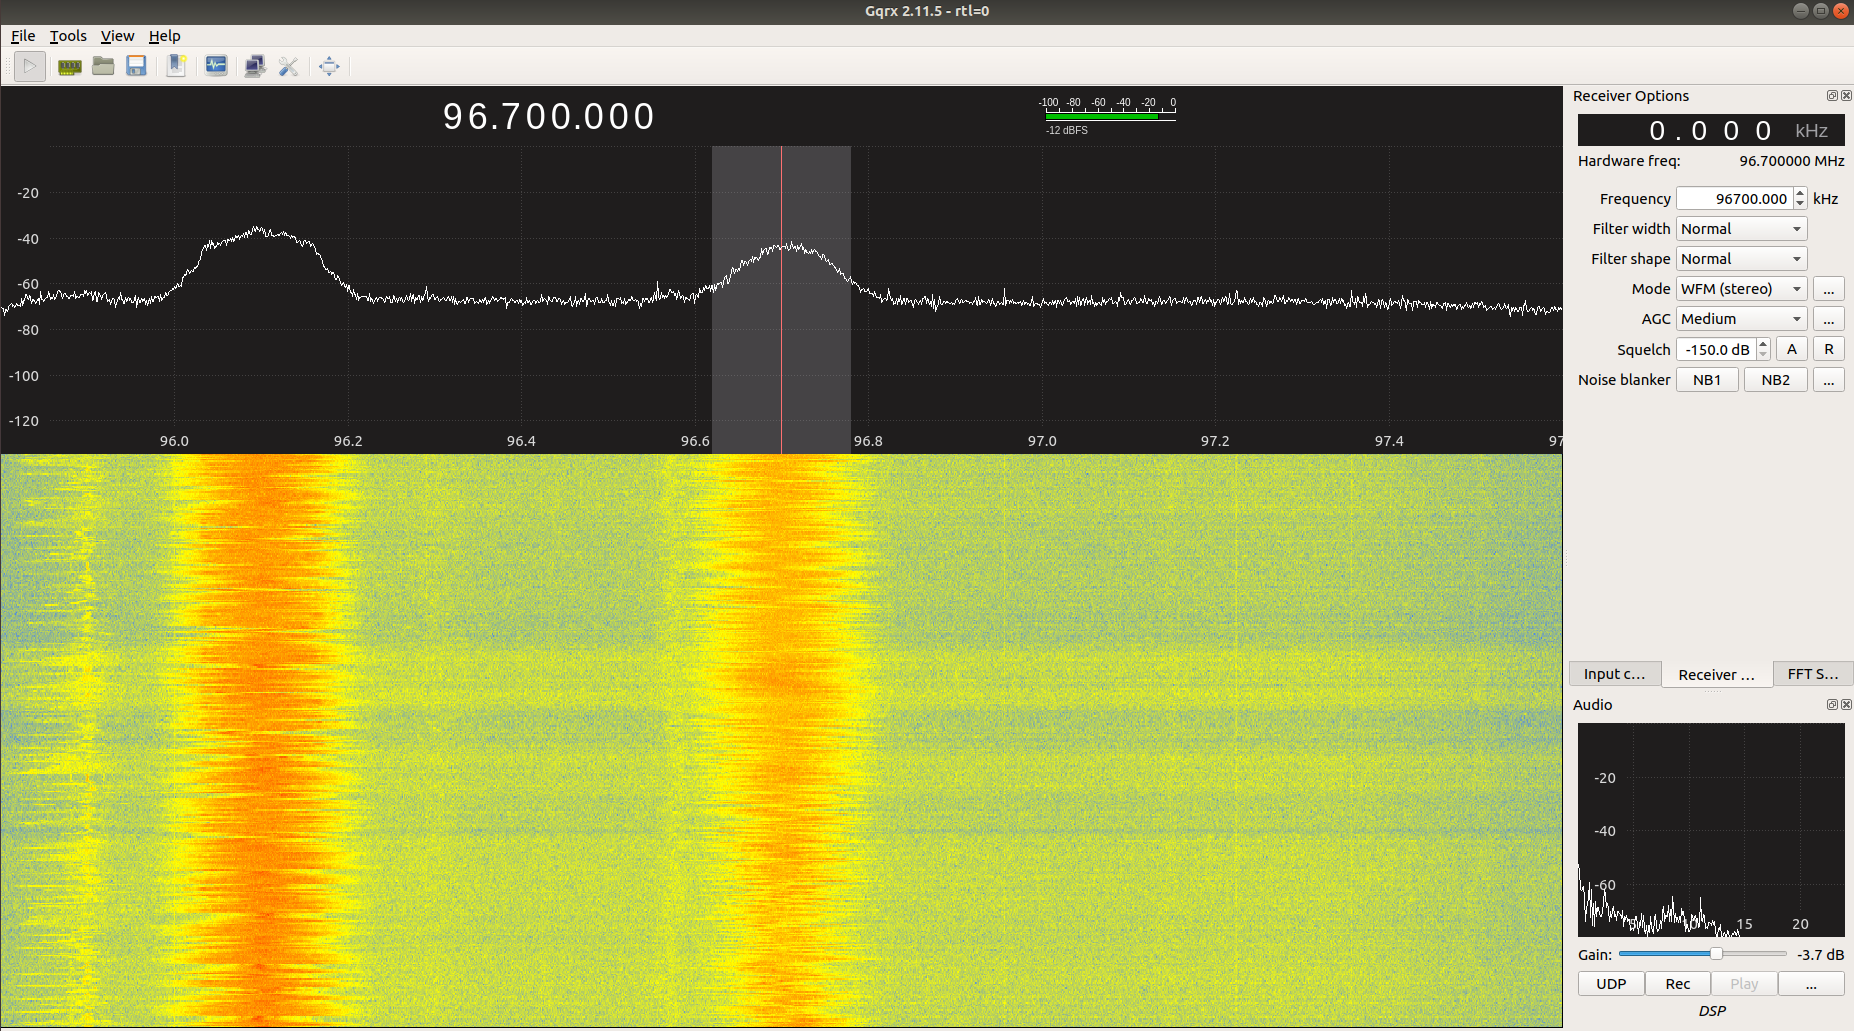 Gqrx 2.11.5 - rtl=0
File Tools View Help
96.700.000
-100 -80 -60 -40 -20 0
-12 dBFS
-20
-40
-60
-80
-100
-120
96.0 96.2 96.4 96.6 96.8 97.0 97.2 97.4 97
Receiver Options
0.000 kHz
Hardware freq: 96.700000 MHz
Frequency 96700.000 kHz
Filter width Normal
Filter shape Normal
Mode WFM (stereo) ...
AGC Medium ...
Squelch -150.0 dB A R
Noise blanker NB1 NB2 ...
Input c... Receiver ... FFT S...
Audio
-20
-40
-60
15 20
Gain: -3.7 dB
UDP Rec Play ...
DSP